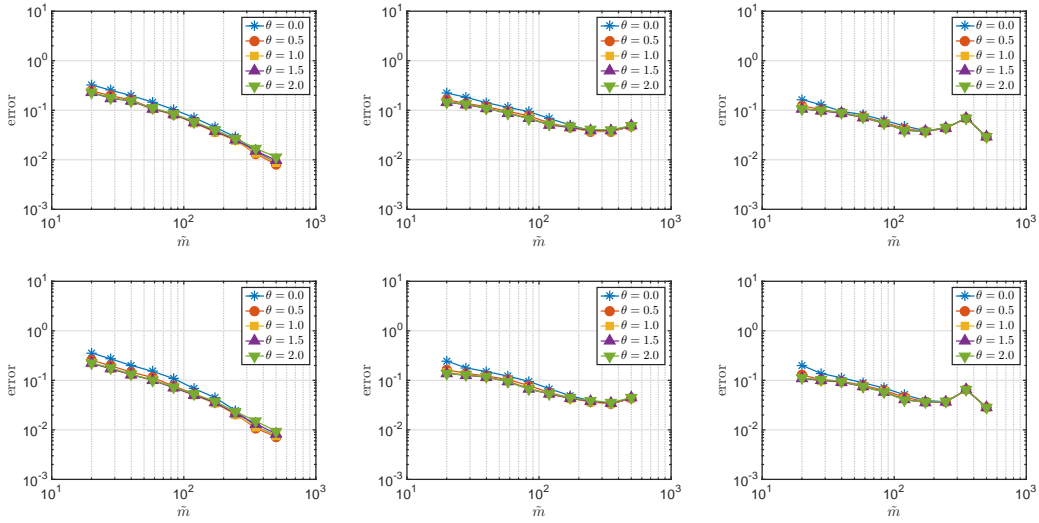 10^1
10^0
10^{-1}
10^{-2}
10^{-3}
error
θ = 0.0
θ = 0.5
θ = 1.0
θ = 1.5
θ = 2.0
10^1
10^2
10^3
m̃
10^1
10^0
10^{-1}
10^{-2}
10^{-3}
error
θ = 0.0
θ = 0.5
θ = 1.0
θ = 1.5
θ = 2.0
10^1
10^2
10^3
m̃
10^1
10^0
10^{-1}
10^{-2}
10^{-3}
error
θ = 0.0
θ = 0.5
θ = 1.0
θ = 1.5
θ = 2.0
10^1
10^2
10^3
m̃
10^1
10^0
10^{-1}
10^{-2}
10^{-3}
error
θ = 0.0
θ = 0.5
θ = 1.0
θ = 1.5
θ = 2.0
10^1
10^2
10^3
m̃
10^1
10^0
10^{-1}
10^{-2}
10^{-3}
error
θ = 0.0
θ = 0.5
θ = 1.0
θ = 1.5
θ = 2.0
10^1
10^2
10^3
m̃
10^1
10^0
10^{-1}
10^{-2}
10^{-3}
error
θ = 0.0
θ = 0.5
θ = 1.0
θ = 1.5
θ = 2.0
10^1
10^2
10^3
m̃